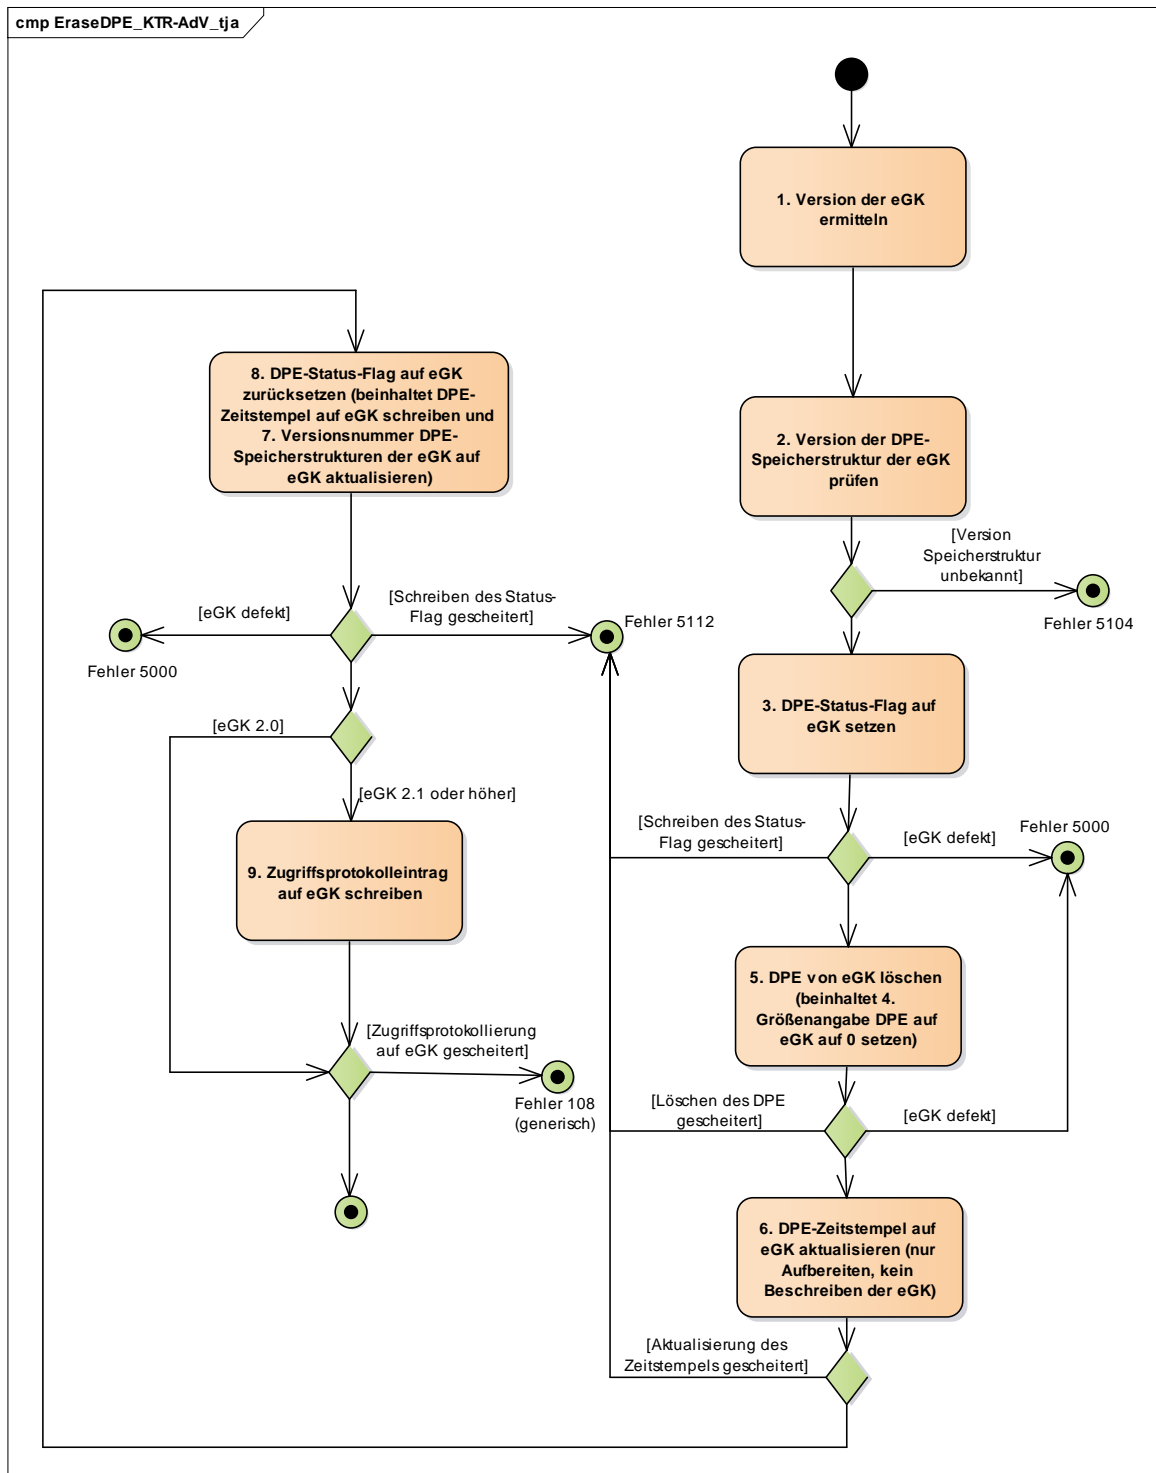 cmp EraseDPE_KTR-AdV_tja
1. Version der eGK
ermitteln
2. Version der DPE-
Speicherstruktur der eGK
prüfen
[Version
Speicherstruktur
unbekannt]
Fehler 5104
3. DPE-Status-Flag auf
eGK setzen
[Schreiben des Status-
Flag gescheitert]
[eGK defekt]
Fehler 5000
5. DPE von eGK löschen
(beinhaltet 4.
Größenangabe DPE auf
eGK auf 0 setzen)
[Löschen des DPE
gescheitert]
[eGK defekt]
6. DPE-Zeitstempel auf
eGK aktualisieren (nur
Aufbereiten, kein
Beschreiben der eGK)
[Aktualisierung des
Zeitstempels gescheitert]
8. DPE-Status-Flag auf eGK
zurücksetzen (beinhaltet DPE-
Zeitstempel auf eGK schreiben und
7. Versionsnummer DPE-
Speicherstrukturen der eGK auf
eGK aktualisieren)
[eGK defekt]
Fehler 5000
[Schreiben des Status-
Flag gescheitert]
Fehler 5112
[eGK 2.0]
[eGK 2.1 oder höher]
9. Zugriffsprotokolleintrag
auf eGK schreiben
[Zugriffsprotokollierung
auf eGK gescheitert]
Fehler 108
(generisch)